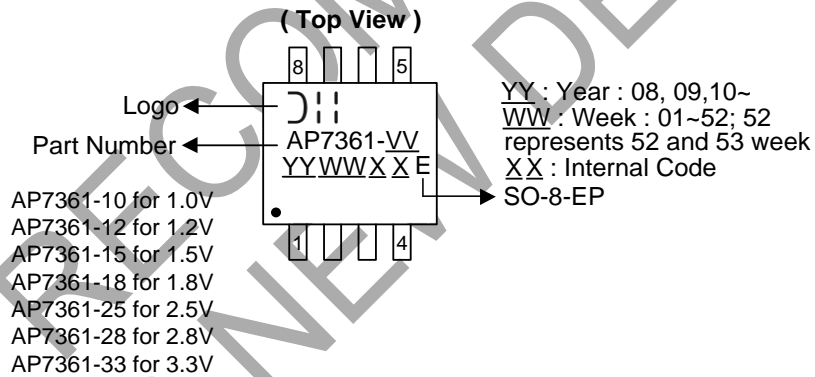 ( Top View )
8 5
Logo
Part Number
AP7361-VV
YY WW X X E
1 4
YY : Year : 08, 09,10~
WW : Week : 01~52; 52
represents 52 and 53 week
X X : Internal Code
SO-8-EP
AP7361-10 for 1.0V
AP7361-12 for 1.2V
AP7361-15 for 1.5V
AP7361-18 for 1.8V
AP7361-25 for 2.5V
AP7361-28 for 2.8V
AP7361-33 for 3.3V